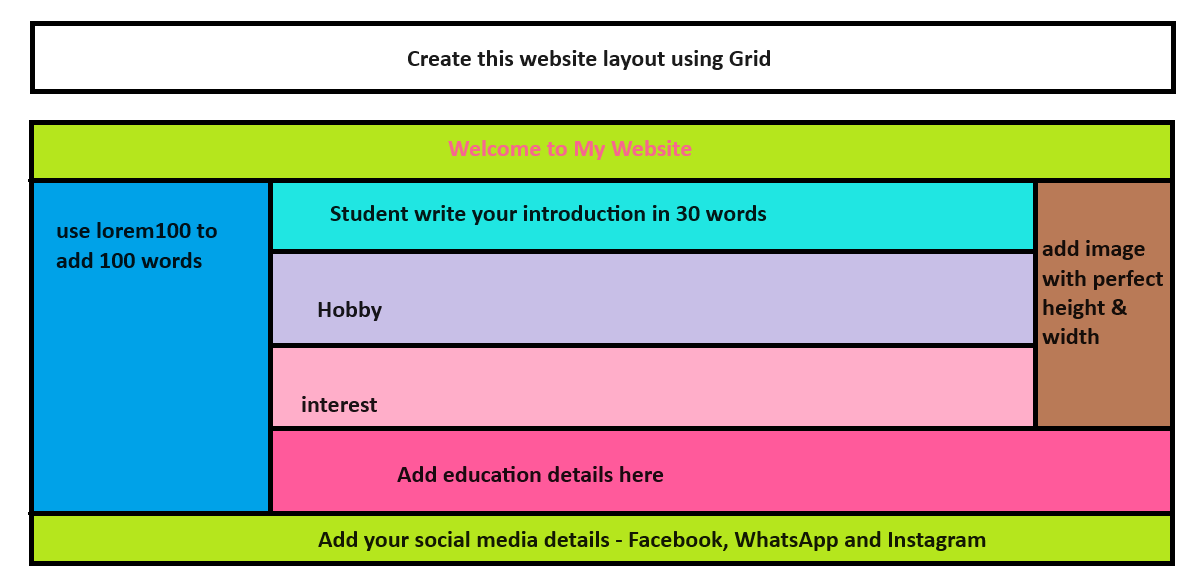 Create this website layout using Grid
Welcome to My Website
use lorem100 to
add 100 words
Student write your introduction in 30 words
Hobby
interest
add image
with perfect
height &
width
Add education details here
Add your social media details - Facebook, WhatsApp and Instagram